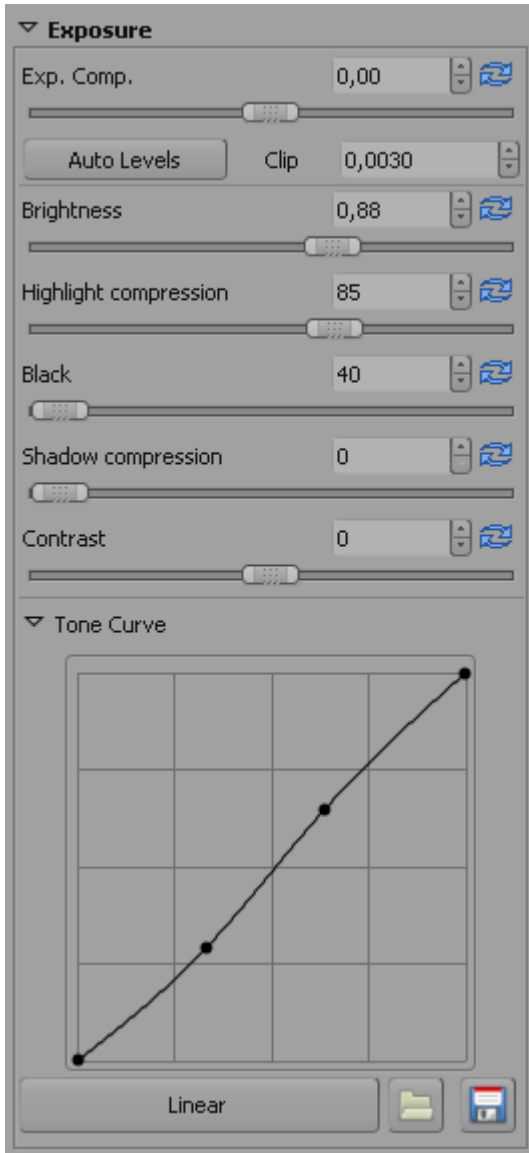 Exposure
Exp. Comp. 0,00
Auto Levels Clip 0,0030
Brightness 0,88
Highlight compression 85
Black 40
Shadow compression 0
Contrast 0
Tone Curve
Linear